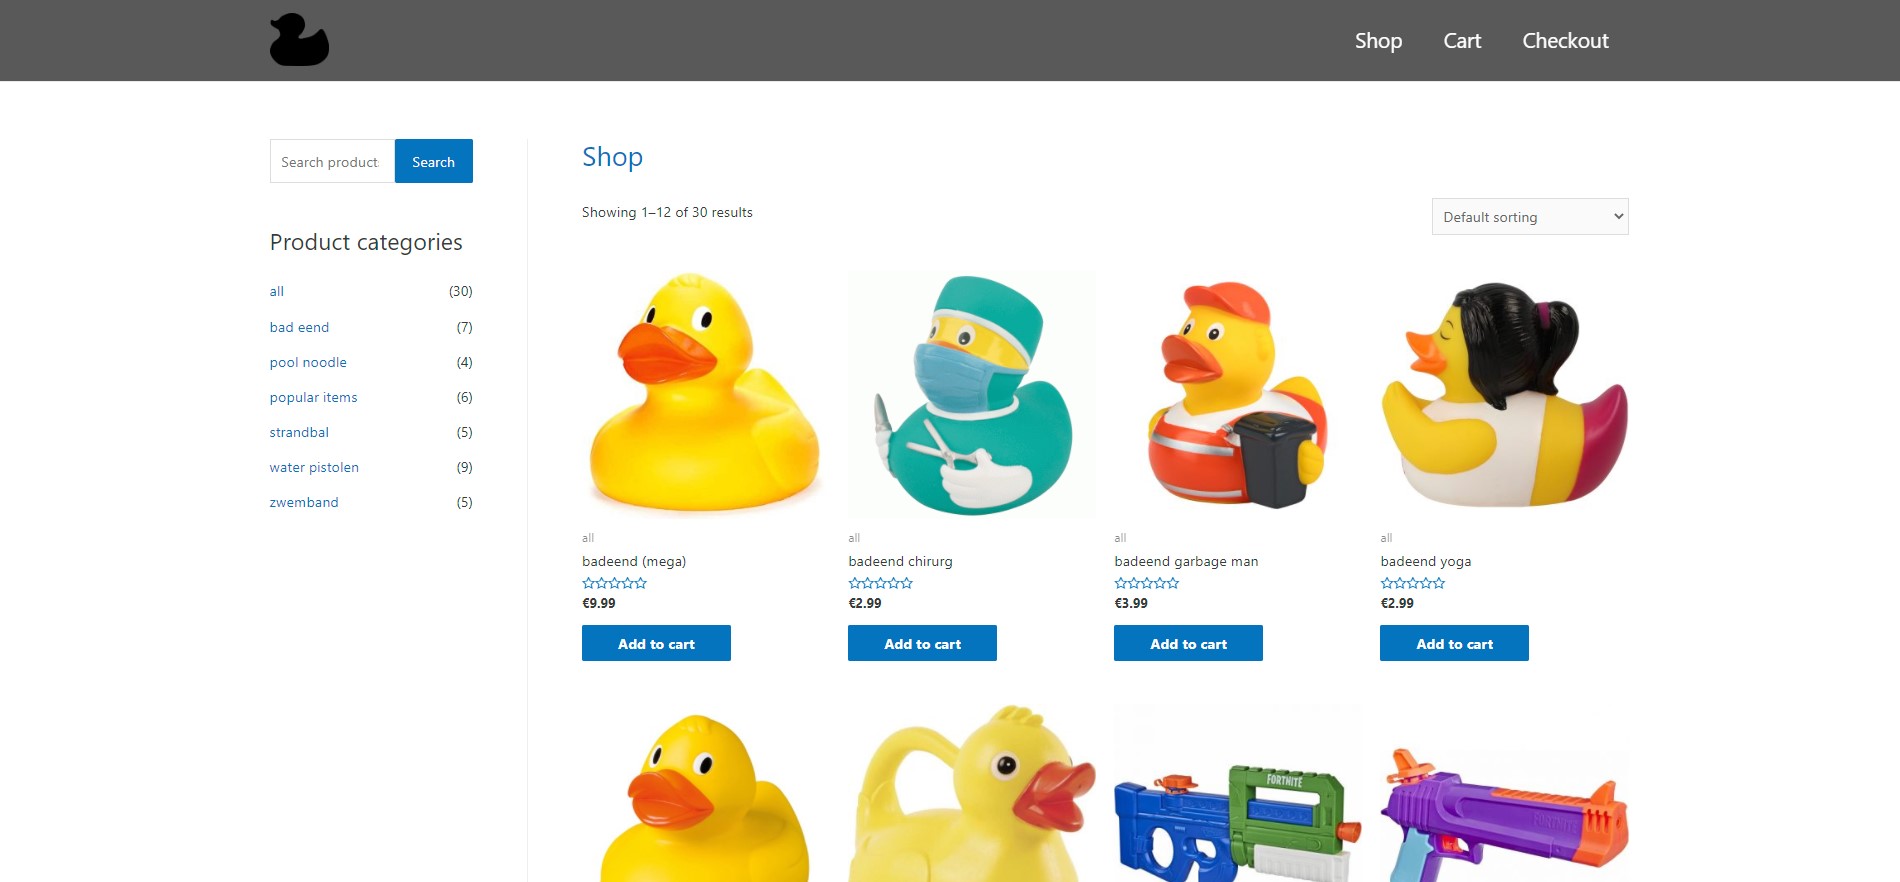 Shop Cart Checkout
Search products Search
Product categories
all (30)
bad eend (7)
pool noodle (4)
popular items (6)
strandbal (5)
water pistolen (9)
zwemband (5)
Shop
Showing 1–12 of 30 results
Default sorting
all
badeend (mega)
€9.99
Add to cart
all
badeend chirurg
€2.99
Add to cart
all
badeend garbage man
€3.99
Add to cart
all
badeend yoga
€2.99
Add to cart
FORTNITE
FORTNITE